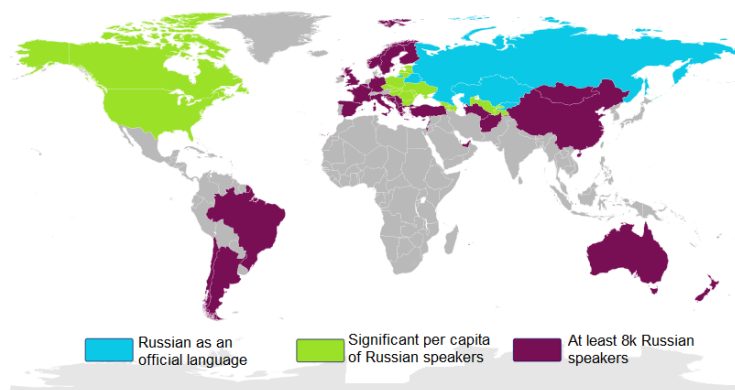 Russian as an
official language
Significant per capita
of Russian speakers
At least 8k Russian
speakers